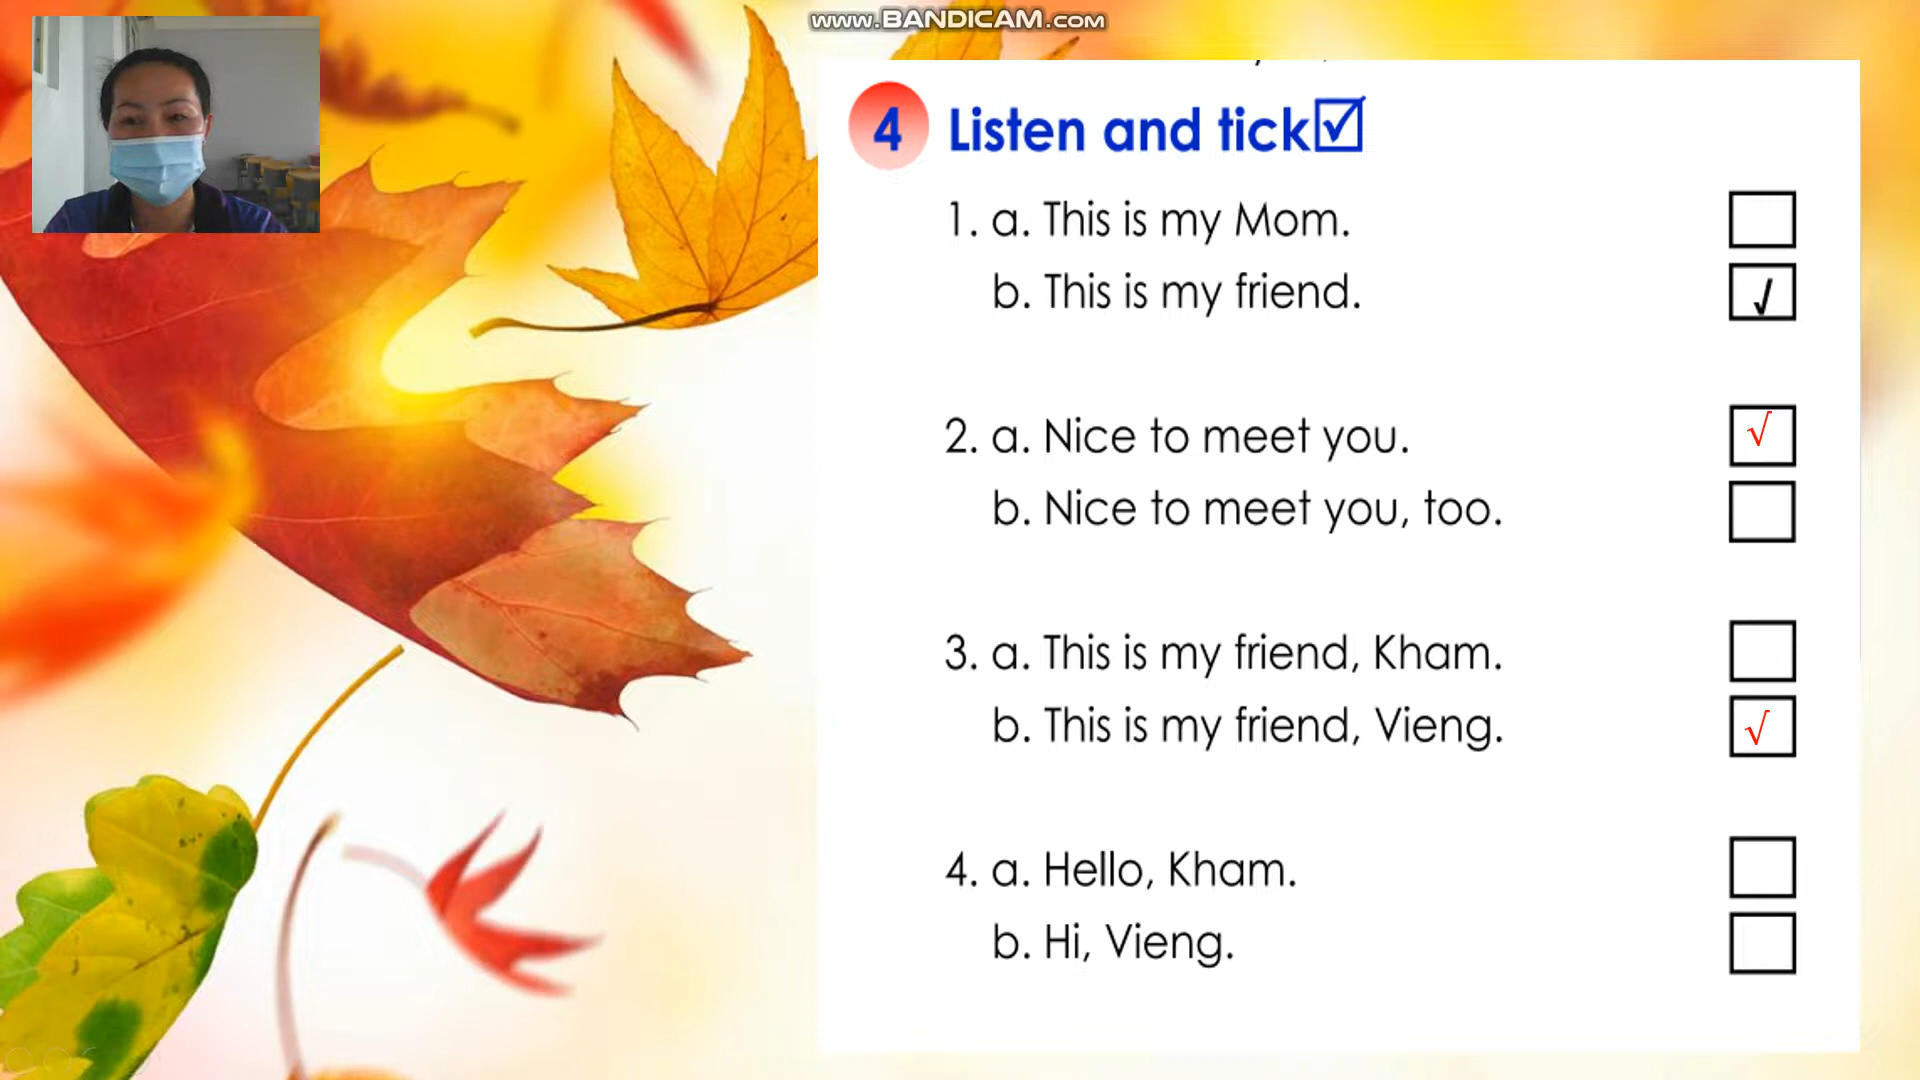 www.BANDICAM.com
4 Listen and tick ☑
1. a. This is my Mom.
b. This is my friend. √
2. a. Nice to meet you. √
b. Nice to meet you, too.
3. a. This is my friend, Kham.
b. This is my friend, Vieng. √
4. a. Hello, Kham.
b. Hi, Vieng.